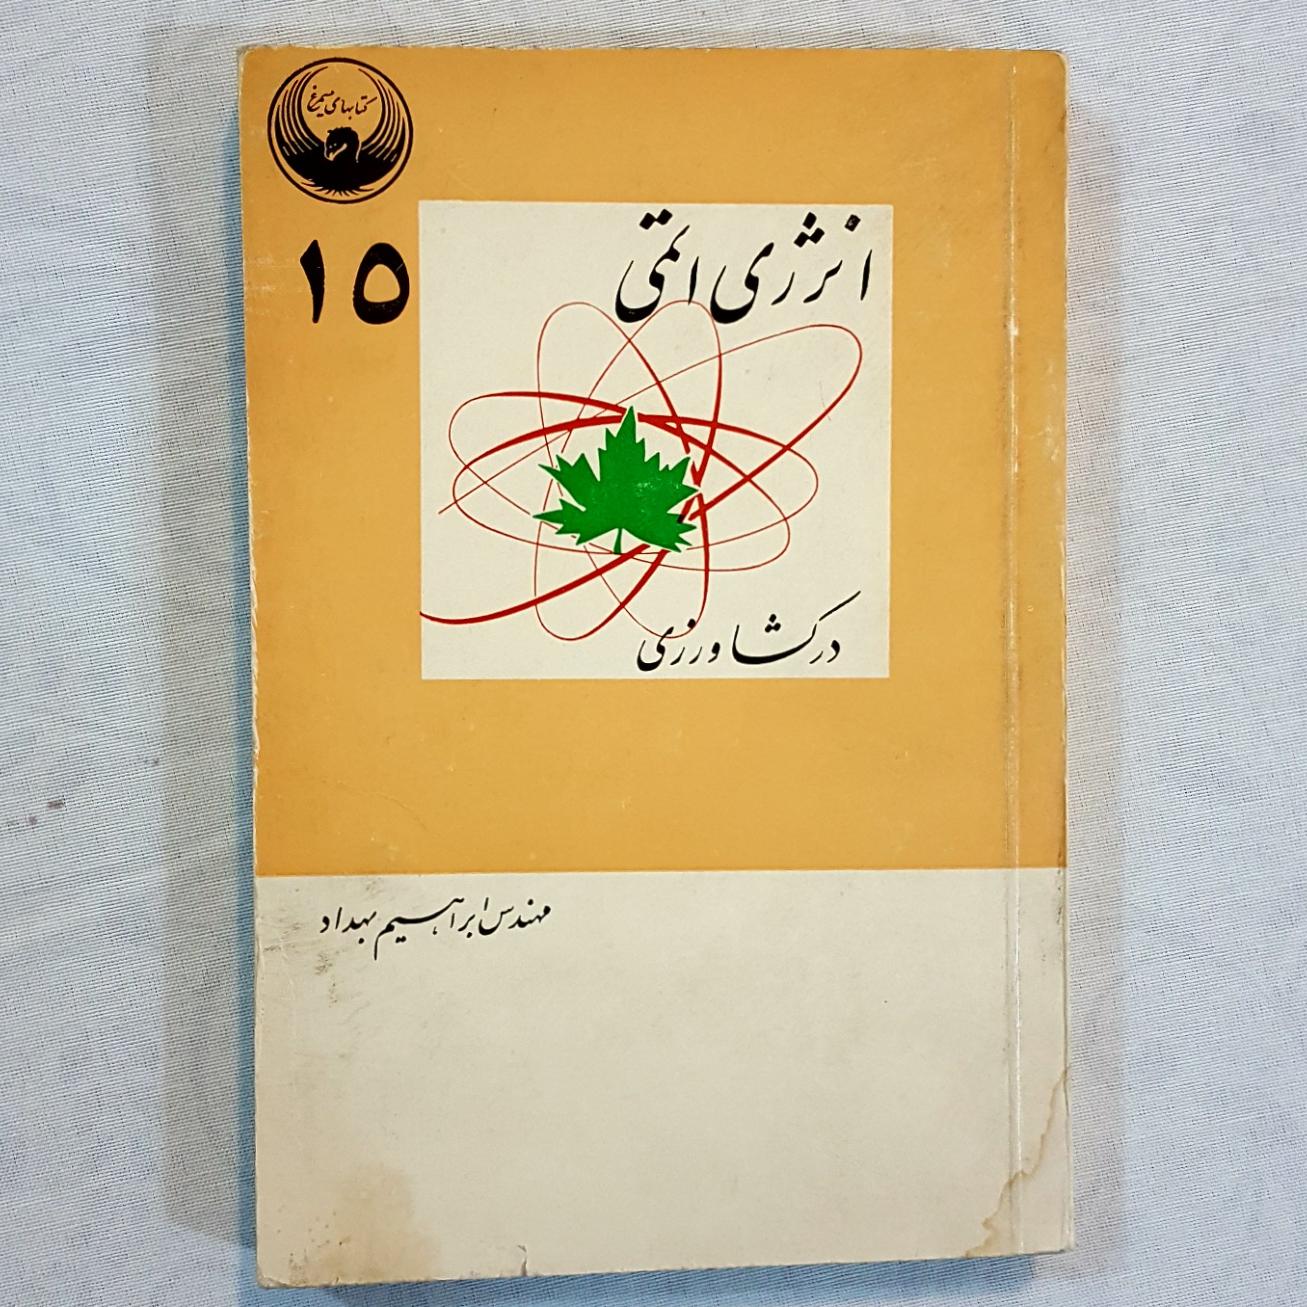 کتابهای سیمرغ
۱۵
انرژی اتمی
در کشاورزی
مهندس ابراهیم بهداد